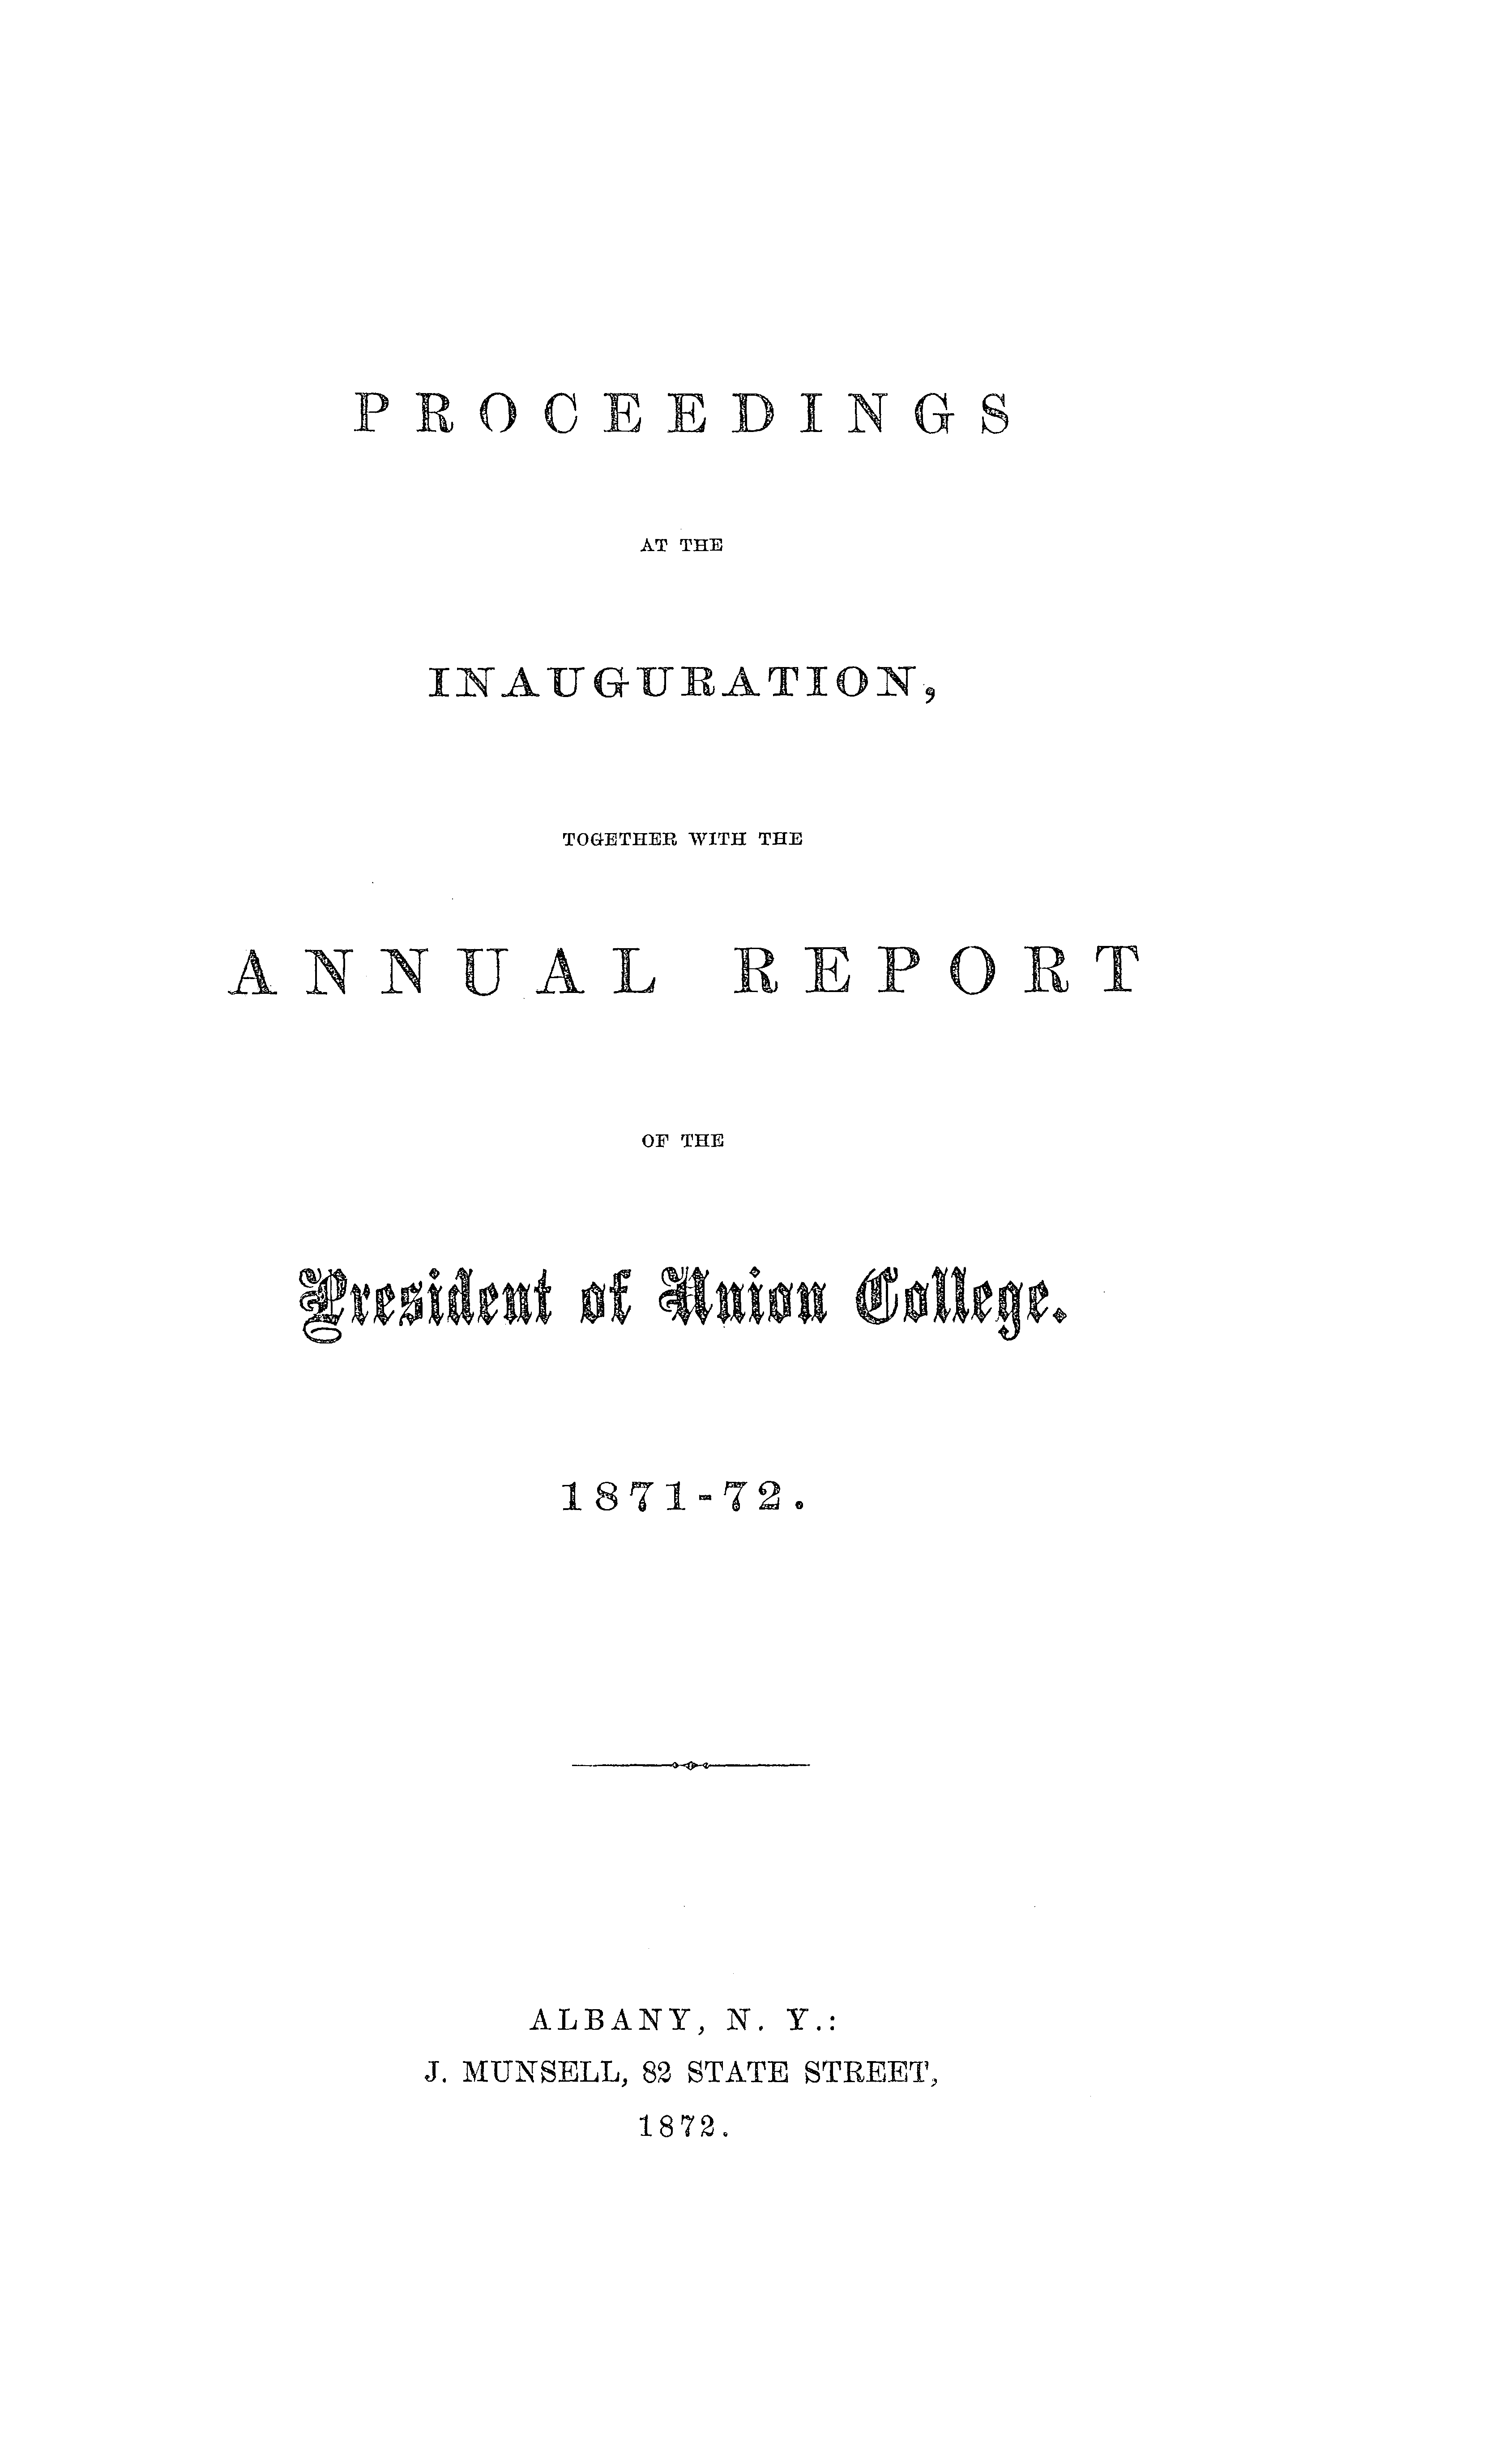 PROCEEDINGS
AT THE
INAUGURATION,
TOGETHER WITH THE
ANNUAL REPORT
OF THE
President of Union College.
1871-72.
ALBANY, N. Y.:
J. MUNSELL, 82 STATE STREET,
1872.